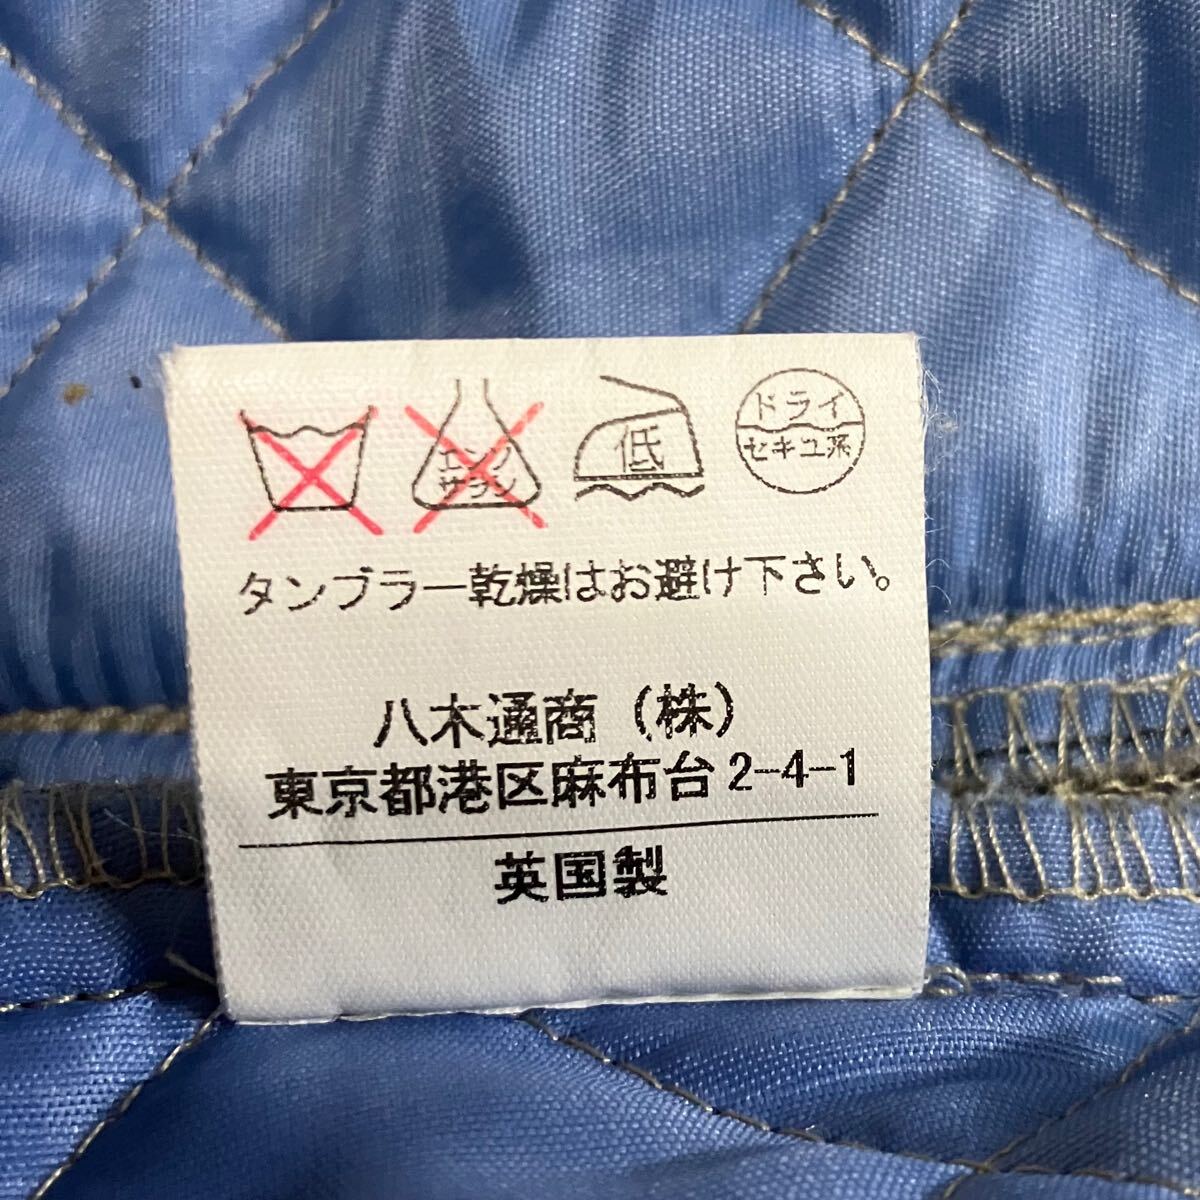 エンソ
サラシ
低
ドライ
セキユ系
タンブラー乾燥はお避け下さい。
八木通商（株）
東京都港区麻布台2-4-1
英国製